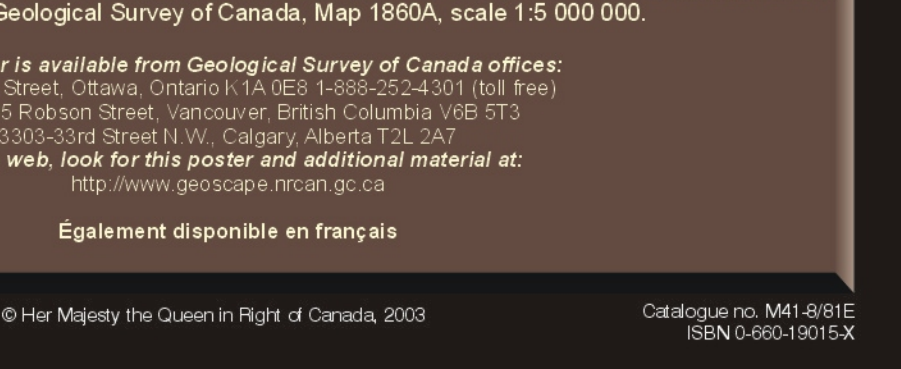 Geological Survey of Canada, Map 1860A, scale 1:5 000 000.
r is available from Geological Survey of Canada offices:
Street, Ottawa, Ontario K1A 0E8 1-888-252-4301 (toll free)
5 Robson Street, Vancouver, British Columbia V6B 5T3
3303-33rd Street N.W., Calgary, Alberta T2L 2A7
web, look for this poster and additional material at:
http://www.geoscape.nrcan.gc.ca
Également disponible en français
© Her Majesty the Queen in Right of Canada, 2003
Catalogue no. M41-8/81E
ISBN 0-660-19015-X